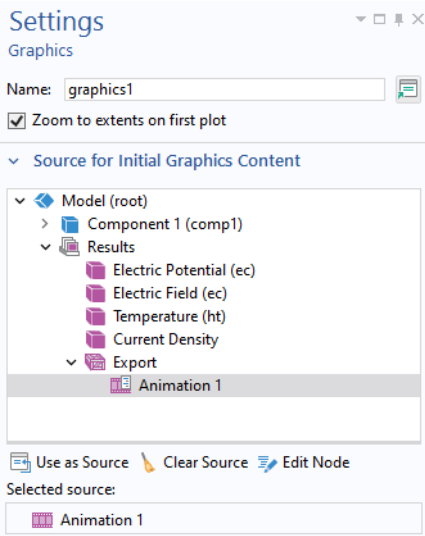 Settings
Graphics
Name: graphics1
Zoom to extents on first plot
Source for Initial Graphics Content
Model (root)
Component 1 (comp1)
Results
Electric Potential (ec)
Electric Field (ec)
Temperature (ht)
Current Density
Export
Animation 1
Use as Source Clear Source Edit Node
Selected source:
Animation 1